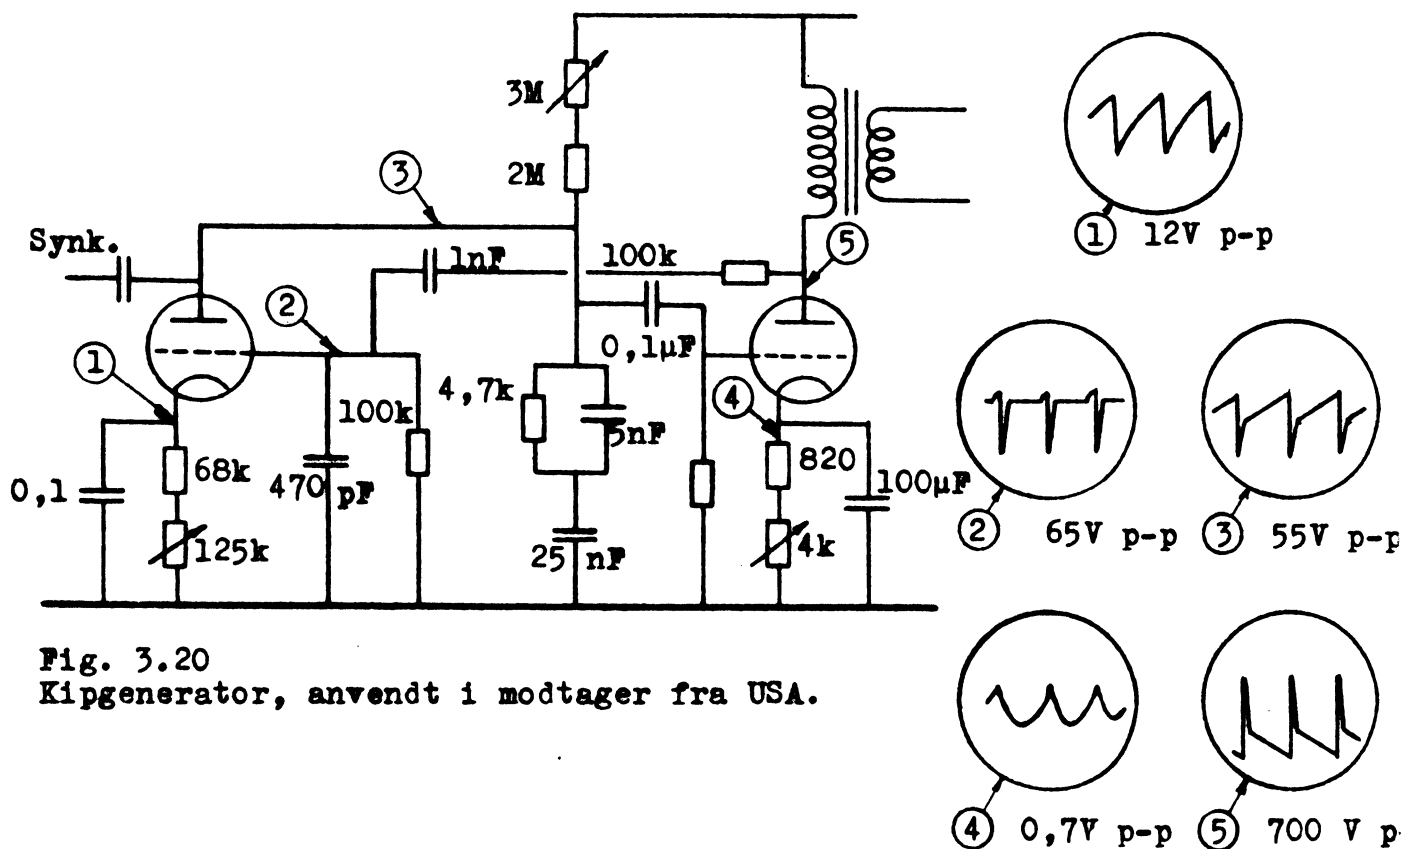 3M
2M
3
Synk.
1nF
100k
5
2
1
0,1µF
4,7k
5nF
4
100k
68k
470 pF
820
100µF
0,1
125k
25 nF
4k
1 12V p-p
2 65V p-p
3 55V p-p
4 0,7V p-p
5 700 V p-
Fig. 3.20
Kipgenerator, anvendt i modtager fra USA.